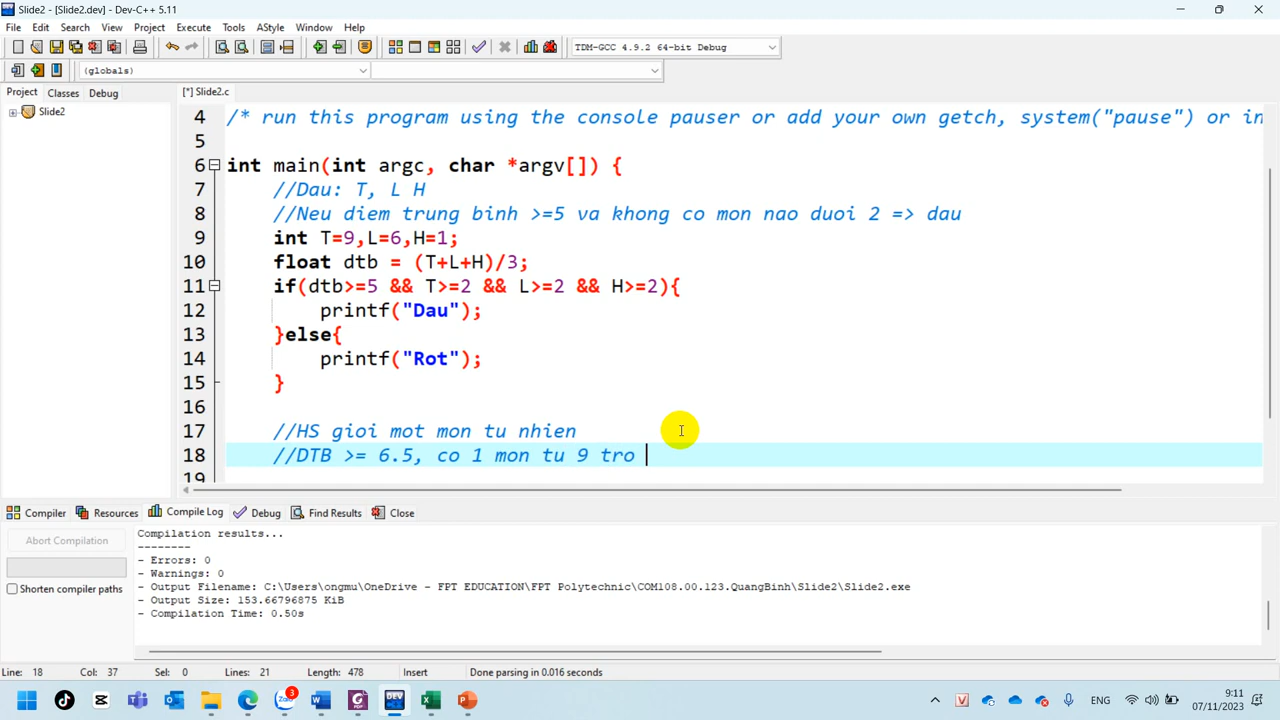 Slide2 - [Slide2.dev] - Dev-C++ 5.11
File Edit Search View Project Execute Tools AStyle Window Help
TDM-GCC 4.9.2 64-bit Debug
(globals)
Project Classes Debug
[*] Slide2.c
Slide2
4 /* run this program using the console pauser or add your own getch, system("pause") or in
5
6 int main(int argc, char *argv[]) {
7 //Dau: T, L H
8 //Neu diem trung binh >=5 va khong co mon nao duoi 2 => dau
9 int T=9,L=6,H=1;
10 float dtb = (T+L+H)/3;
11 if(dtb>=5 && T>=2 && L>=2 && H>=2){
12 printf("Dau");
13 }else{
14 printf("Rot");
15 }
16
17 //HS gioi mot mon tu nhien
18 //DTB >= 6.5, co 1 mon tu 9 tro
19
Compiler Resources Compile Log Debug Find Results Close
Abort Compilation
Shorten compiler paths
Compilation results...
--------
- Errors: 0
- Warnings: 0
- Output Filename: C:\Users\ongmu\OneDrive - FPT EDUCATION\FPT Polytechnic\COM108.00.123.QuangBinh\Slide2\Slide2.exe
- Output Size: 153.66796875 KiB
- Compilation Time: 0.50s
Line: 18 Col: 37 Sel: 0 Lines: 21 Length: 478 Insert Done parsing in 0.016 seconds
Zalo 3
ENG
9:11
07/11/2023